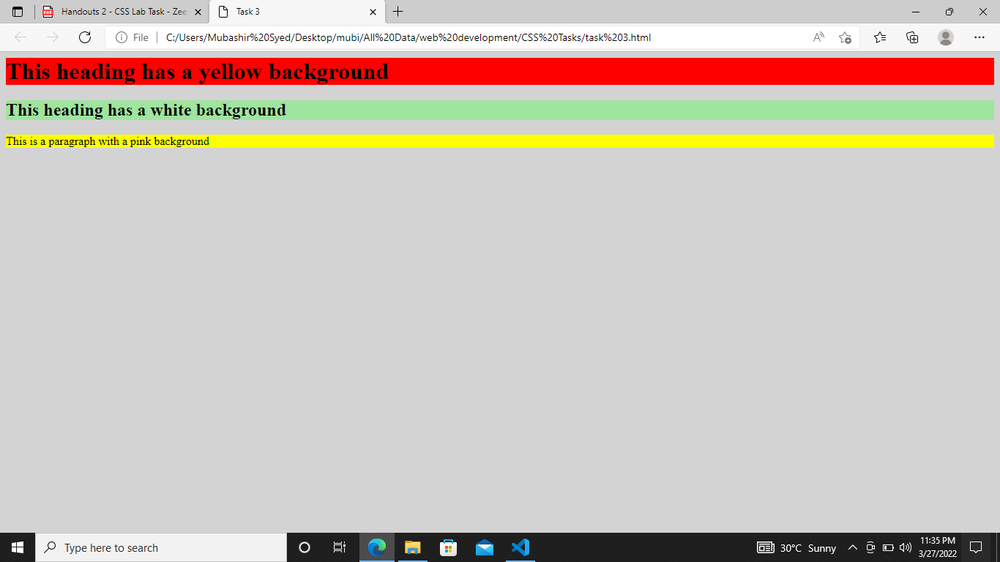 Handouts 2 - CSS Lab Task - Zee
Task 3
File
C:/Users/Mubashir%20Syed/Desktop/mubi/All%20Data/web%20development/CSS%20Tasks/task%203.html
This heading has a yellow background
This heading has a white background
This is a paragraph with a pink background
Type here to search
30°C Sunny
11:35 PM
3/27/2022